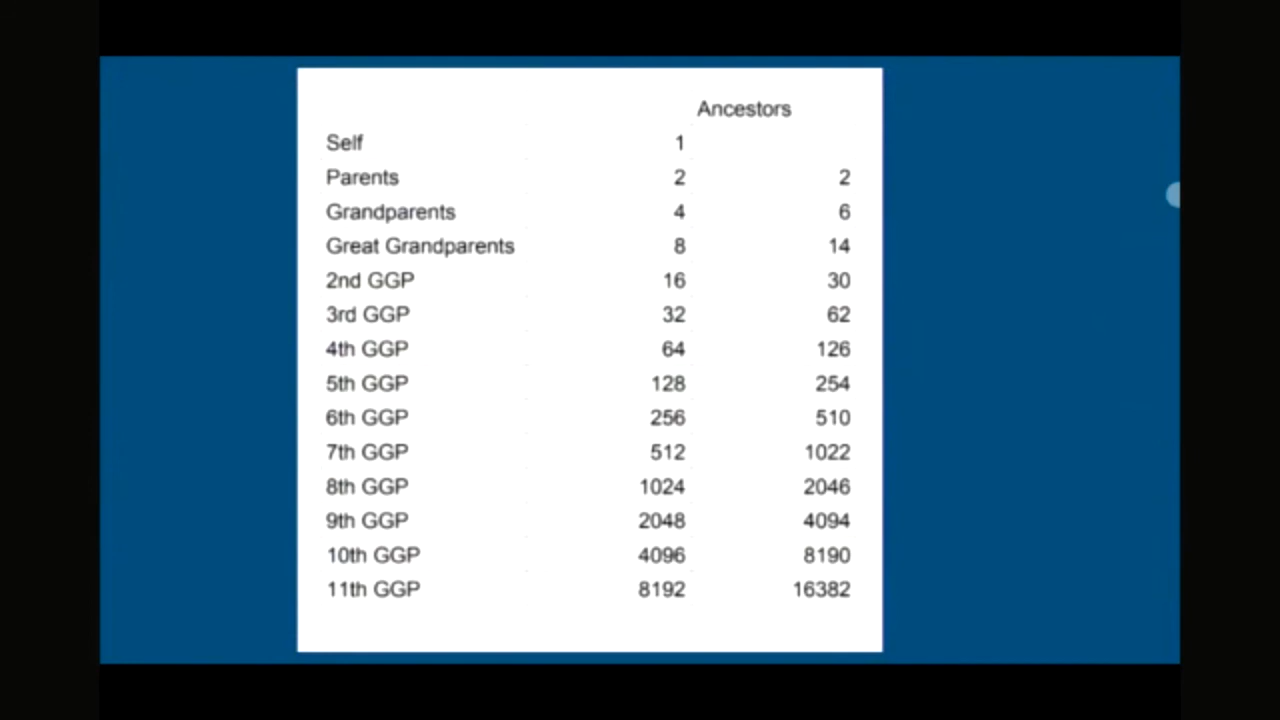 Ancestors
Self 1
Parents 2 2
Grandparents 4 6
Great Grandparents 8 14
2nd GGP 16 30
3rd GGP 32 62
4th GGP 64 126
5th GGP 128 254
6th GGP 256 510
7th GGP 512 1022
8th GGP 1024 2046
9th GGP 2048 4094
10th GGP 4096 8190
11th GGP 8192 16382